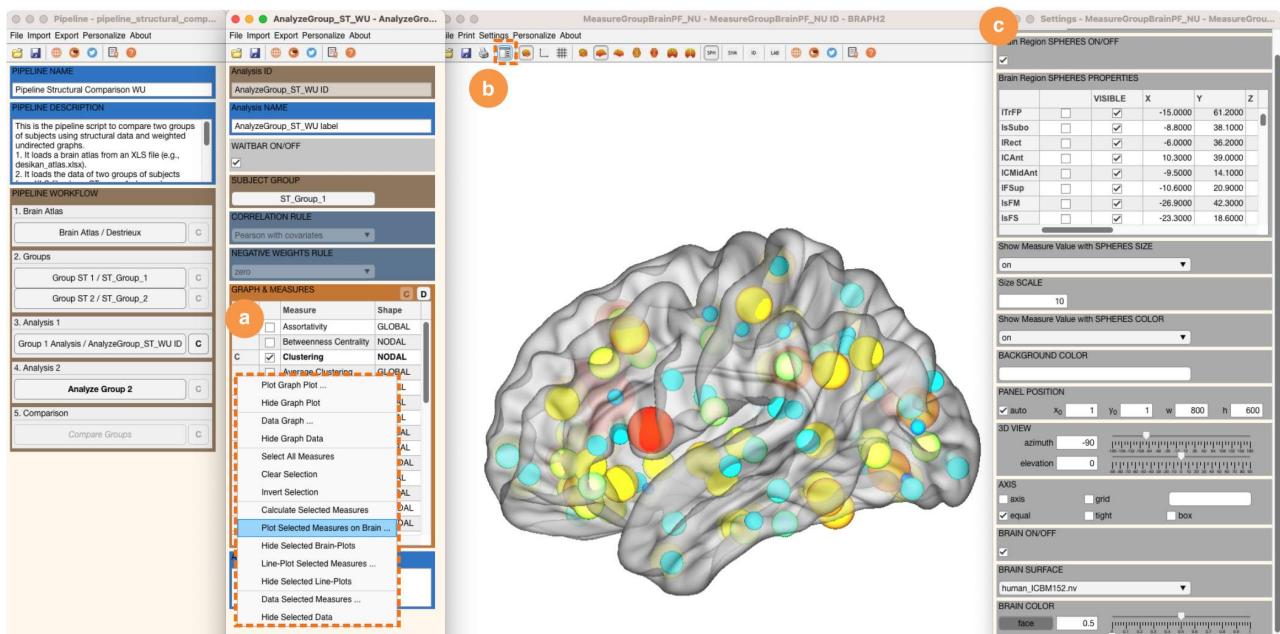 Pipeline - pipeline_structural_comp...
File Import Export Personalize About
PIPELINE NAME
Pipeline Structural Comparison WU
PIPELINE DESCRIPTION
This is the pipeline script to compare two groups
of subjects using structural data and weighted
undirected graphs.
1. It loads a brain atlas from an XLS file (e.g.,
desikan_atlas.xlsx).
2. It loads the data of two groups of subjects
PIPELINE WORKFLOW
1. Brain Atlas
Brain Atlas / Destrieux C
2. Groups
Group ST 1 / ST_Group_1 C
Group ST 2 / ST_Group_2 C
3. Analysis 1
Group 1 Analysis / AnalyzeGroup_ST_WU ID C
4. Analysis 2
Analyze Group 2 C
5. Comparison
Compare Groups C
AnalyzeGroup_ST_WU - AnalyzeGro...
File Import Export Personalize About
Analysis ID
AnalyzeGroup_ST_WU ID
Analysis NAME
AnalyzeGroup_ST_WU label
WAITBAR ON/OFF
SUBJECT GROUP
ST_Group_1
CORRELATION RULE
Pearson with covariates
NEGATIVE WEIGHTS RULE
zero
GRAPH & MEASURES C D
a
Measure Shape
Assortativity GLOBAL
Betweenness Centrality NODAL
C Clustering NODAL
Average Clustering GLOBAL
Plot Graph Plot ...
Hide Graph Plot
Data Graph ...
Hide Graph Data
Select All Measures
Clear Selection
Invert Selection
Calculate Selected Measures
Plot Selected Measures on Brain ...
Hide Selected Brain-Plots
Line-Plot Selected Measures ...
Hide Selected Line-Plots
Data Selected Measures ...
Hide Selected Data
MeasureGroupBrainPF_NU - MeasureGroupBrainPF_NU ID - BRAPH2
File Print Settings Personalize About
SPH SYM ID LAB
b
c
Settings - MeasureGroupBrainPF_NU - MeasureGrou...
Brain Region SPHERES ON/OFF
Brain Region SPHERES PROPERTIES
VISIBLE X Y Z
lTrFP -15.0000 61.2000
lsSubo -8.8000 38.1000
lRect -6.0000 36.2000
lCAnt 10.3000 39.0000
lCMidAnt -9.5000 14.1000
lFSup -10.6000 20.9000
lsFM -26.9000 42.3000
lsFS -23.3000 18.6000
Show Measure Value with SPHERES SIZE
on
Size SCALE
10
Show Measure Value with SPHERES COLOR
on
BACKGROUND COLOR
PANEL POSITION
auto x0 1 y0 1 w 800 h 600
3D VIEW
azimuth -90
elevation 0
AXIS
axis grid
equal tight box
BRAIN ON/OFF
BRAIN SURFACE
human_ICBM152.nv
BRAIN COLOR
face 0.5